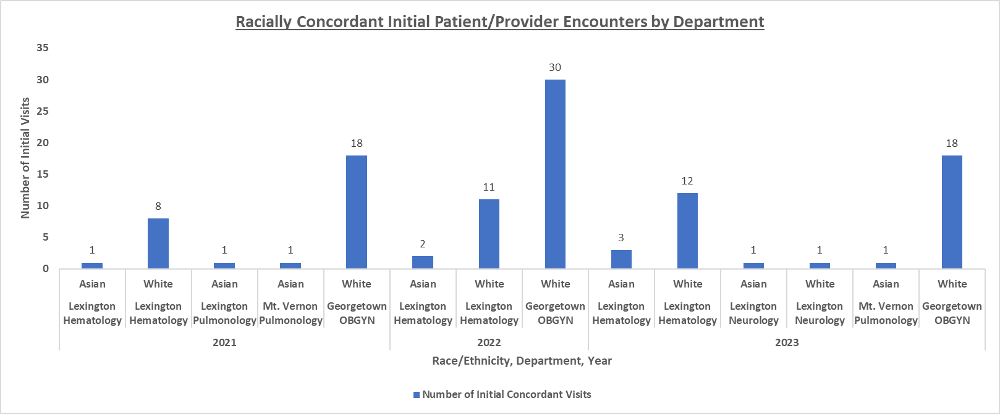 Racially Concordant Initial Patient/Provider Encounters by Department
Number of Initial Visits
35
30
25
20
15
10
5
0
1
8
1
1
18
2
11
30
3
12
1
1
1
18
Asian White Asian Asian White Asian White White Asian White Asian White Asian White
Lexington Lexington Lexington Mt. Vernon Georgetown Lexington Lexington Georgetown Lexington Lexington Lexington Lexington Mt. Vernon Georgetown
Hematology Hematology Pulmonology Pulmonology OBGYN Hematology Hematology OBGYN Hematology Hematology Neurology Neurology Pulmonology OBGYN
2021 2022 2023
Race/Ethnicity, Department, Year
Number of Initial Concordant Visits